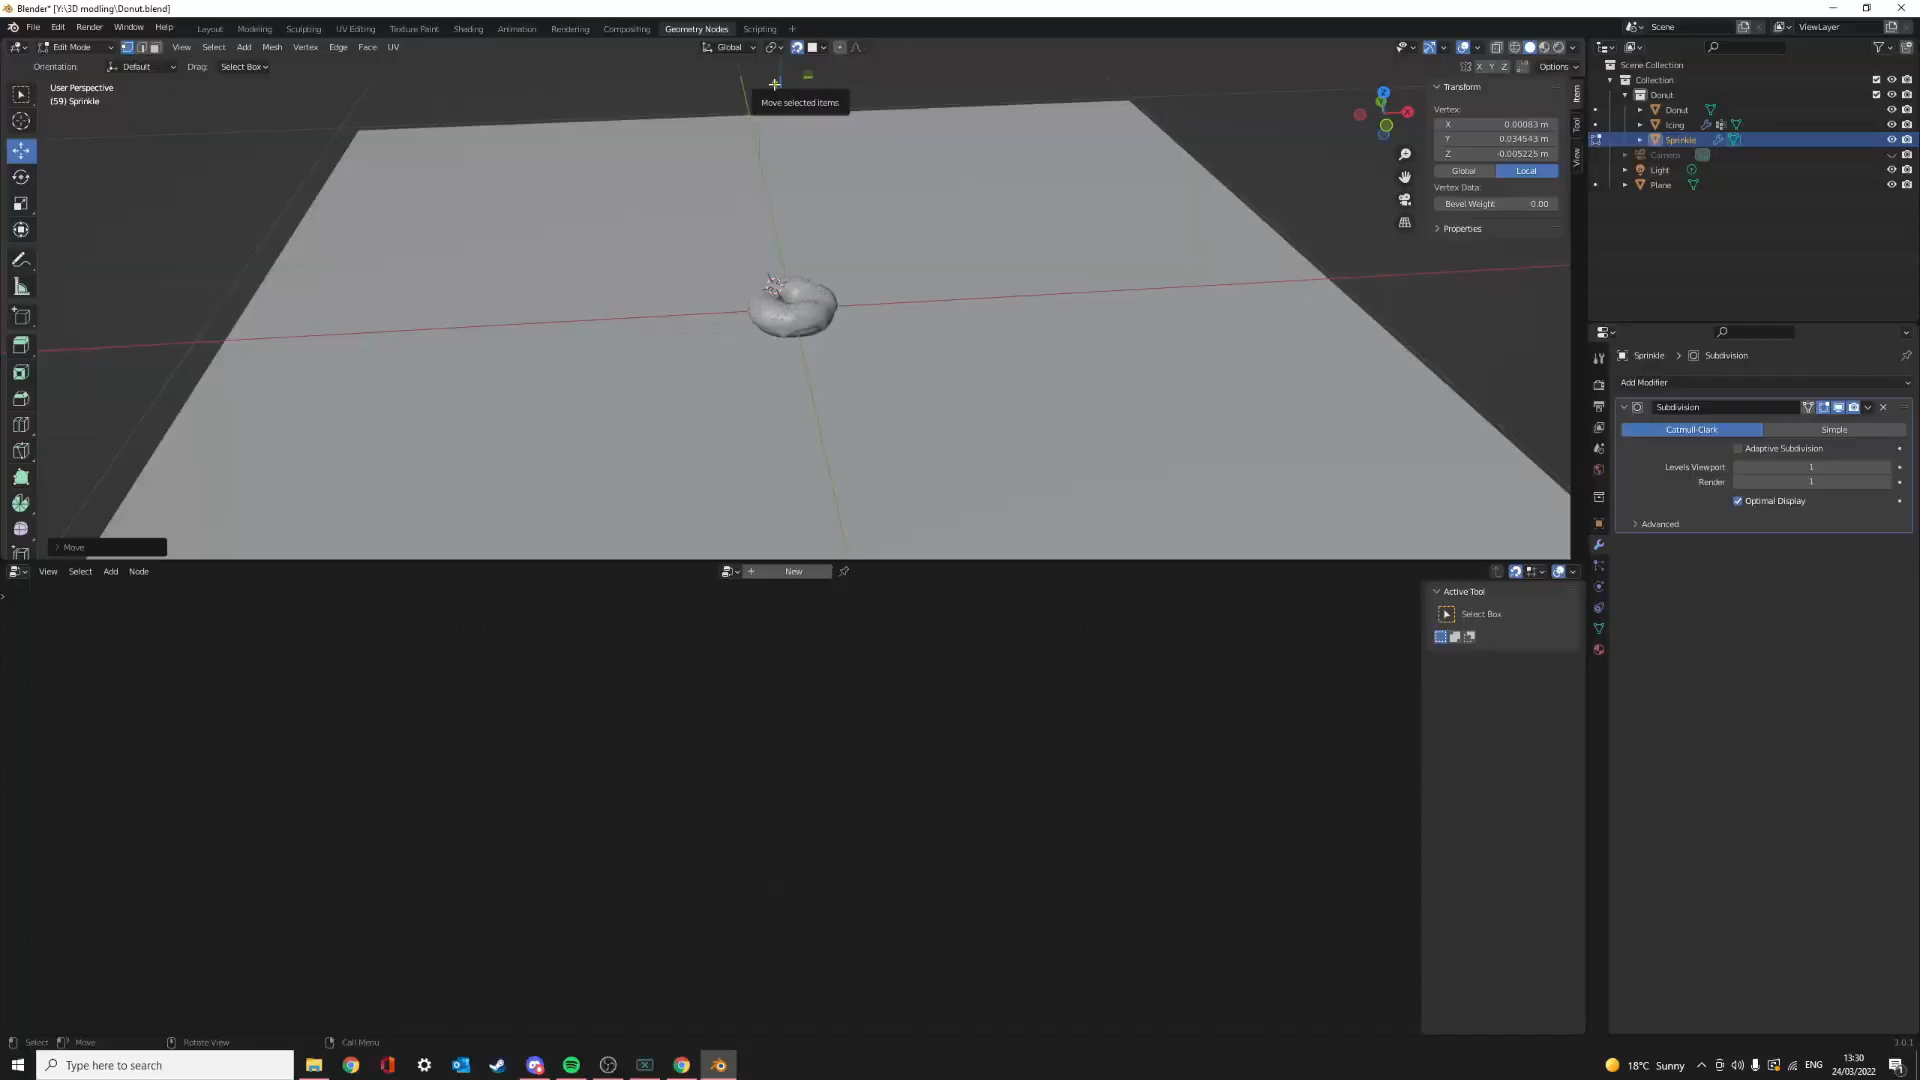 Blender* [Y:\3D modling\Donut.blend]
File Edit Render Window Help Layout Modeling Sculpting UV Editing Texture Paint Shading Animation Rendering Compositing Geometry Nodes Scripting + Scene ViewLayer
Edit Mode View Select Add Mesh Vertex Edge Face UV Global
Orientation: Default Drag: Select Box X Y Z Options
User Perspective
(59) Sprinkle
Move selected items
Transform
Vertex:
X 0.00083 m
Y 0.034543 m
Z -0.005225 m
Global Local
Vertex Data:
Bevel Weight 0.00
Properties
Item
Tool
View
Move
Scene Collection
Collection
Donut
Donut
Icing
Sprinkle
Camera
Light
Plane
Sprinkle > Subdivision
Add Modifier
Subdivision
Catmull-Clark Simple
Adaptive Subdivision
Levels Viewport 1
Render 1
Optimal Display
Advanced
View Select Add Node + New
Active Tool
Select Box
Select Move Rotate View Call Menu 3.0.1
Type here to search
18°C Sunny ENG
13:30
24/03/2022